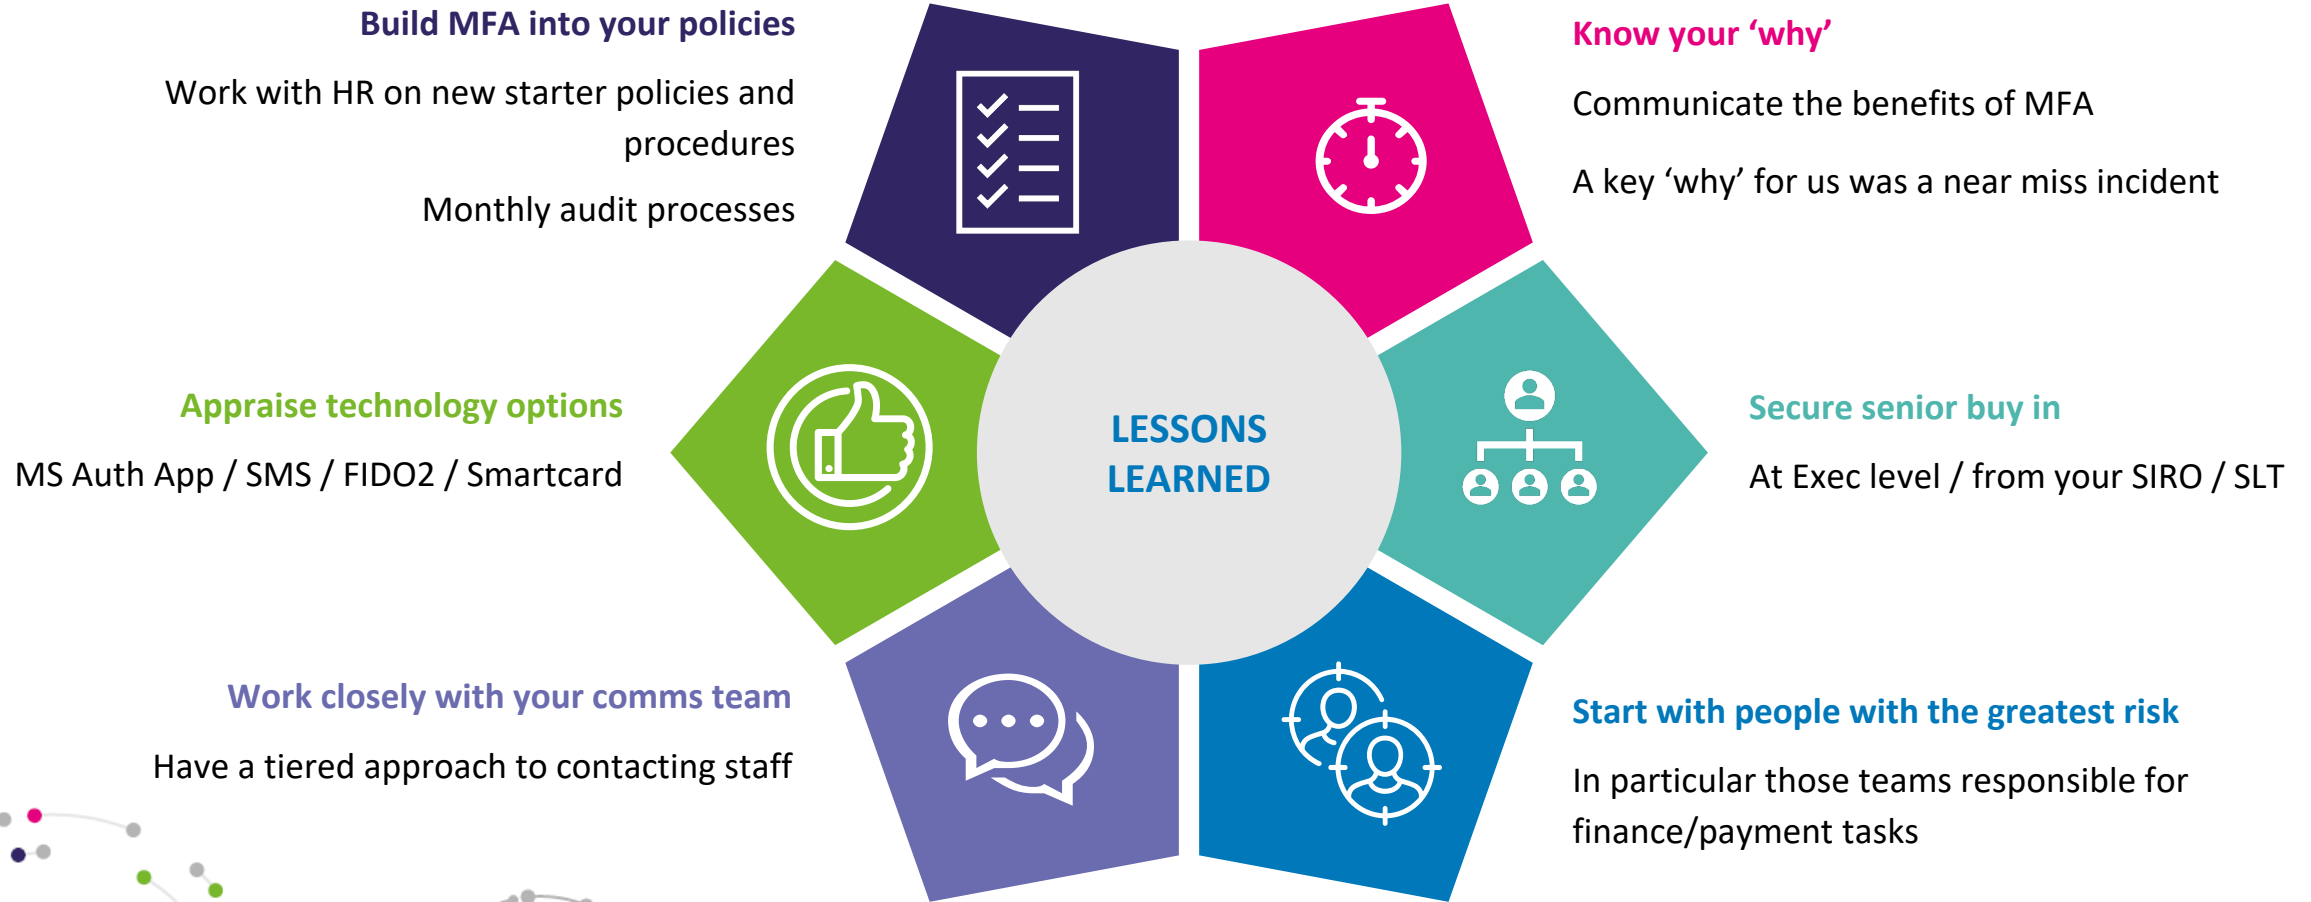 Build MFA into your policies
Work with HR on new starter policies and
procedures
Monthly audit processes
Know your ‘why’
Communicate the benefits of MFA
A key ‘why’ for us was a near miss incident
Appraise technology options
MS Auth App / SMS / FIDO2 / Smartcard
LESSONS
LEARNED
Secure senior buy in
At Exec level / from your SIRO / SLT
Work closely with your comms team
Have a tiered approach to contacting staff
Start with people with the greatest risk
In particular those teams responsible for
finance/payment tasks